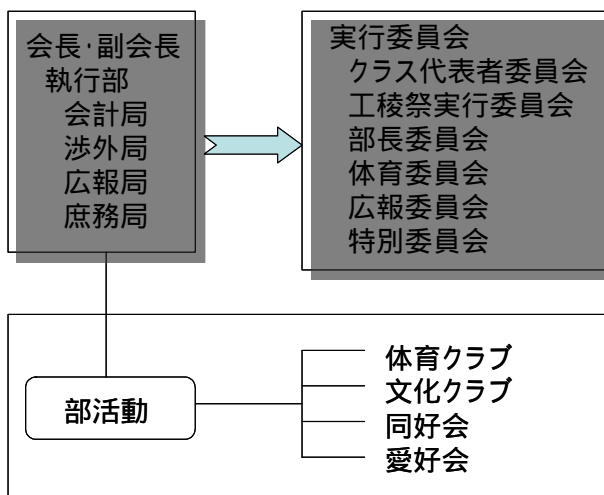 会長・副会長
執行部
会計局
渉外局
広報局
庶務局
実行委員会
クラス代表者委員会
工稜祭実行委員会
部長委員会
体育委員会
広報委員会
特別委員会
部活動
体育クラブ
文化クラブ
同好会
愛好会